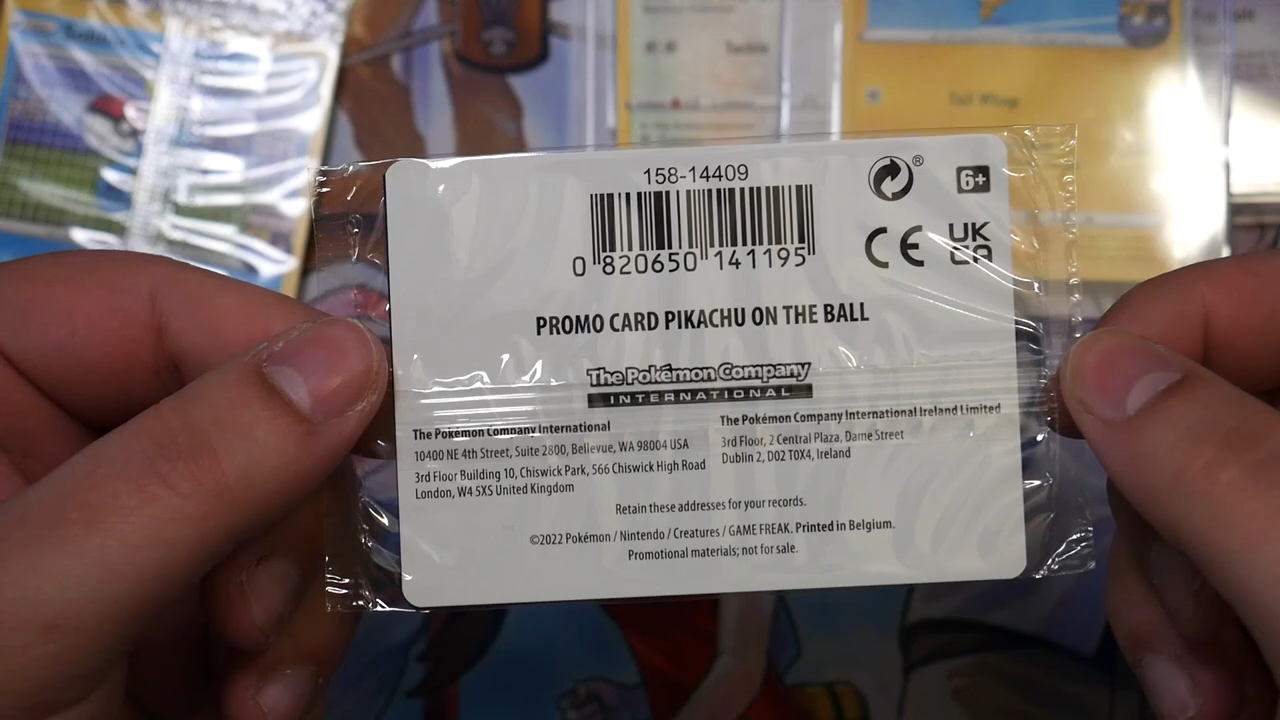 Tackle
Tail Whip
158-14409
6+
CE
UK
CA
0 820650 141195
PROMO CARD PIKACHU ON THE BALL
The Pokémon Company
INTERNATIONAL
The Pokémon Company International
10400 NE 4th Street, Suite 2800, Bellevue, WA 98004 USA
3rd Floor Building 10, Chiswick Park, 566 Chiswick High Road
London, W4 5XS United Kingdom
The Pokémon Company International Ireland Limited
3rd Floor, 2 Central Plaza, Dame Street
Dublin 2, D02 T0X4, Ireland
Retain these addresses for your records.
©2022 Pokémon / Nintendo / Creatures / GAME FREAK. Printed in Belgium.
Promotional materials; not for sale.